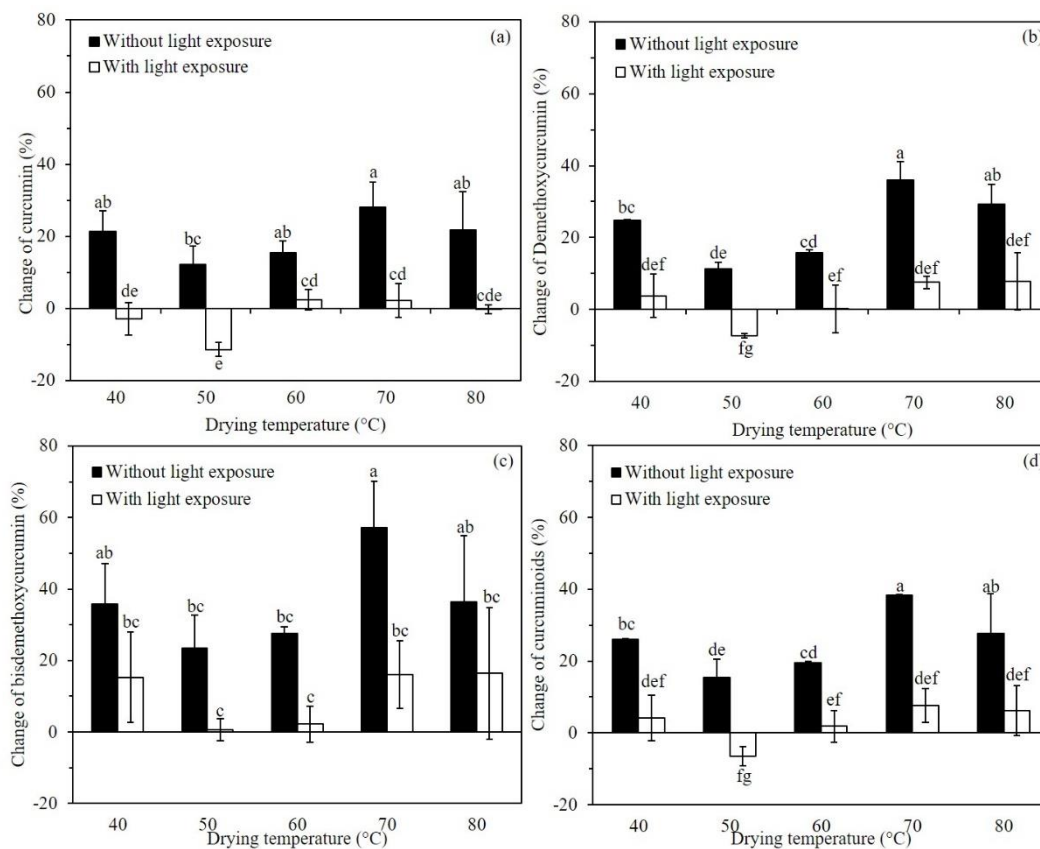 80
60
40
20
0
-20
Change of curcumin (%)
Without light exposure
With light exposure
(a)
ab
de
bc
e
ab
cd
a
cd
ab
cde
40 50 60 70 80
Drying temperature (°C)
80
60
40
20
0
-20
Change of Demethoxycurcumin (%)
Without light exposure
With light exposure
(b)
bc
def
de
fg
cd
ef
a
def
ab
def
40 50 60 70 80
Drying temperature (°C)
80
60
40
20
0
-20
Change of bisdemethoxycurcumin (%)
Without light exposure
With light exposure
(c)
ab
bc
bc
c
bc
c
a
bc
ab
bc
40 50 60 70 80
Drying temperature (°C)
80
60
40
20
0
-20
Change of curcuminoids (%)
Without light exposure
With light exposure
(d)
bc
def
de
fg
cd
ef
a
def
ab
def
40 50 60 70 80
Drying temperature (°C)